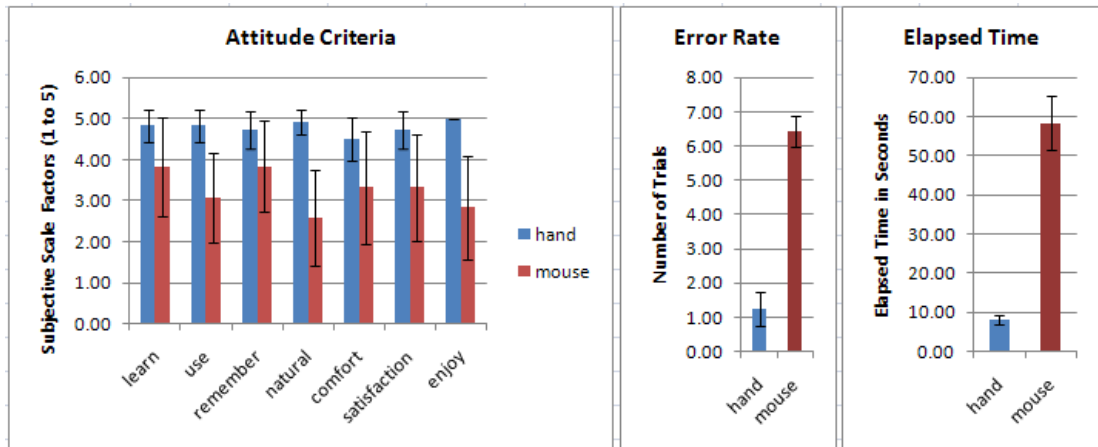 Attitude Criteria
Subjective Scale Factors (1 to 5)
6.00
5.00
4.00
3.00
2.00
1.00
0.00
learn
use
remember
natural
comfort
satisfaction
enjoy
hand
mouse
Error Rate
Number of Trials
8.00
7.00
6.00
5.00
4.00
3.00
2.00
1.00
0.00
hand
mouse
Elapsed Time
Elapsed Time in Seconds
70.00
60.00
50.00
40.00
30.00
20.00
10.00
0.00
hand
mouse